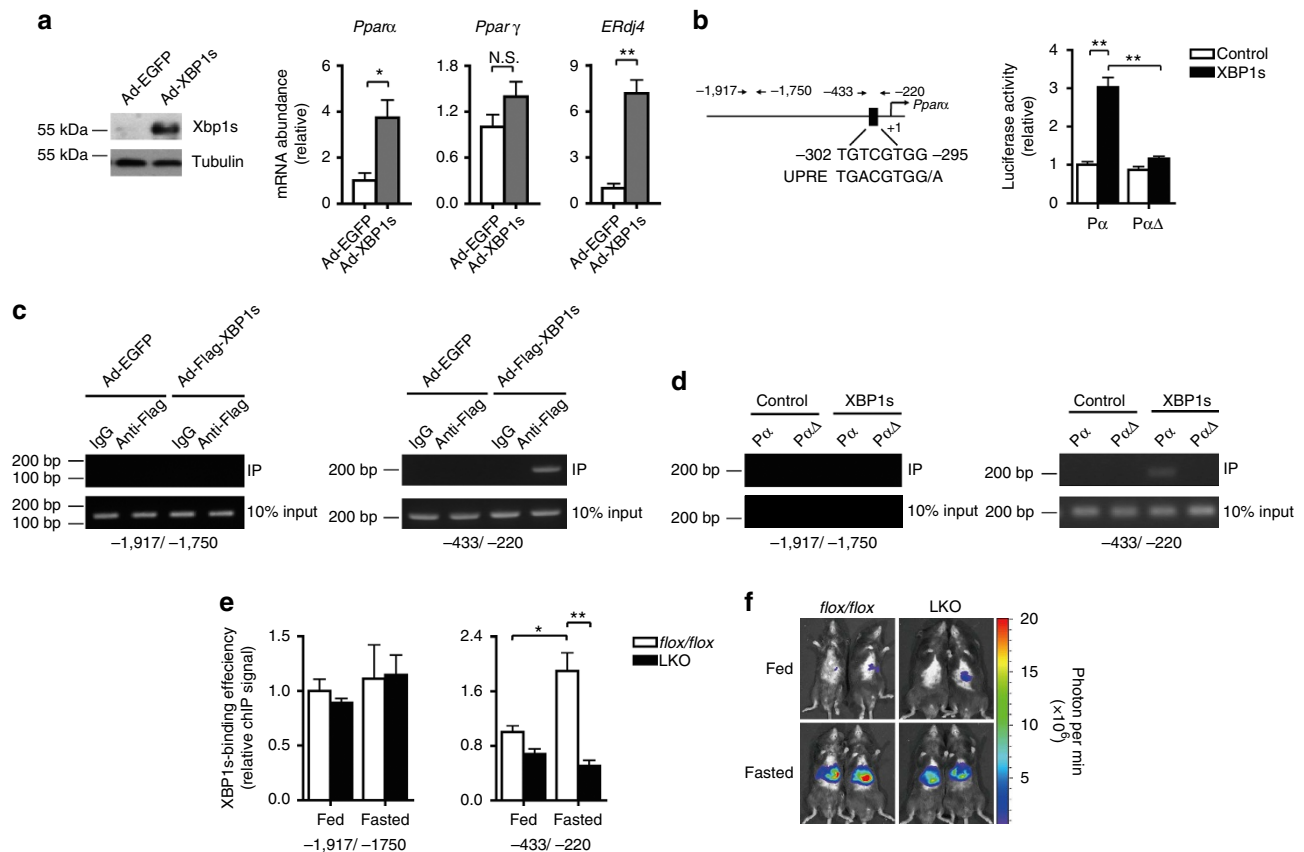 a
Ad-EGFP
Ad-XBP1s
55 kDa
Xbp1s
55 kDa
Tubulin
mRNA abundance
(relative)
Pparα
6
4
2
0
*
Ad-EGFP
Ad-XBP1s
Ppar γ
1.8
1.2
0.6
0.0
N.S.
Ad-EGFP
Ad-XBP1s
ERdj4
9
6
3
0
**
Ad-EGFP
Ad-XBP1s
b
–1,917 –1,750 –433 –220
Pparα
+1
–302 TGTCGTGG –295
UPRE TGACGTGG/A
Luciferase activity
(relative)
4
3
2
1
0
** **
Pα PαΔ
Control
XBP1s
c
Ad-EGFP
Ad-Flag-XBP1s
IgG
Anti-Flag
IgG
Anti-Flag
200 bp
100 bp
IP
200 bp
100 bp
10% input
–1,917/ –1,750
Ad-EGFP
Ad-Flag-XBP1s
IgG
Anti-Flag
IgG
Anti-Flag
200 bp
IP
200 bp
10% input
–433/ –220
d
Control XBP1s
Pα PαΔ Pα PαΔ
200 bp
IP
200 bp
10% input
–1,917/ –1,750
Control XBP1s
Pα PαΔ Pα PαΔ
200 bp
IP
200 bp
10% input
–433/ –220
e
XBP1s-binding effeciency
(relative chIP signal)
1.5
1.0
0.5
0.0
Fed Fasted
–1,917/ –1750
2.4
1.6
0.8
0.0
* **
Fed Fasted
–433/ –220
flox/flox
LKO
f
flox/flox LKO
Fed
Fasted
20
15
10
5
Photon per min
(×10⁶)